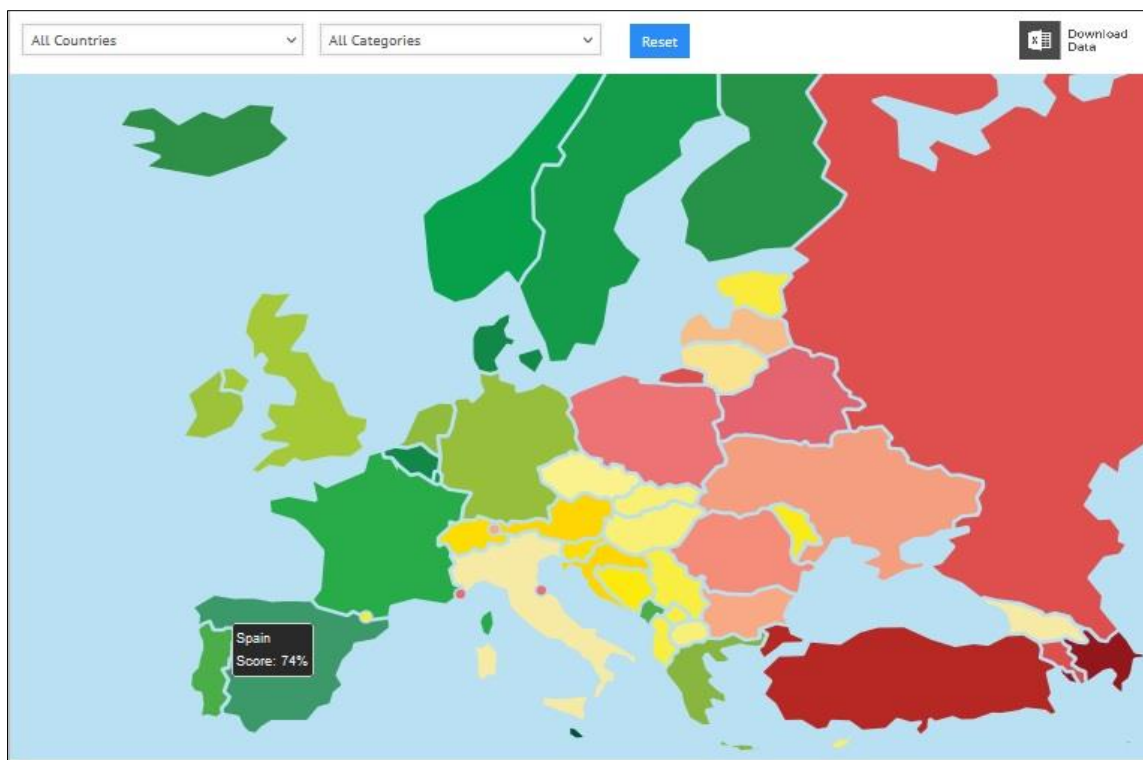 All Countries
All Categories
Reset
Download
Data
Spain
Score: 74%